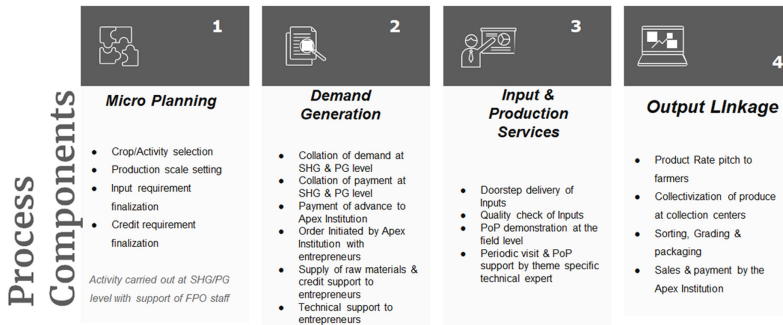 Process
Components
1
Micro Planning
● Crop/Activity selection
● Production scale setting
● Input requirement
finalization
● Credit requirement
finalization
Activity carried out at SHG/PG
level with support of FPO staff
2
Demand
Generation
● Collation of demand at
SHG & PG level
● Collation of payment at
SHG & PG level
● Payment of advance to
Apex Institution
● Order Initiated by Apex
Institution with
entrepreneurs
● Supply of raw materials &
credit support to
entrepreneurs
● Technical support to
entrepreneurs
3
Input &
Production
Services
● Doorstep delivery of
Inputs
● Quality check of Inputs
● PoP demonstration at the
field level
● Periodic visit & PoP
support by theme specific
technical expert
4
Output LInkage
● Product Rate pitch to
farmers
● Collectivization of produce
at collection centers
● Sorting, Grading &
packaging
● Sales & payment by the
Apex Institution